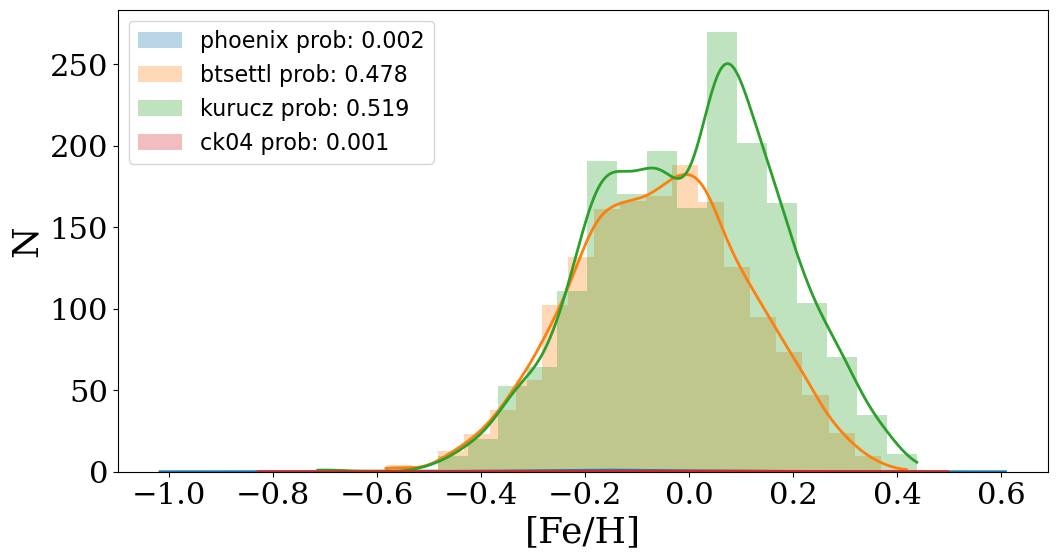 phoenix prob: 0.002
btsettl prob: 0.478
kurucz prob: 0.519
ck04 prob: 0.001
250
200
150
100
50
0
N
−1.0 −0.8 −0.6 −0.4 −0.2 0.0 0.2 0.4 0.6
[Fe/H]